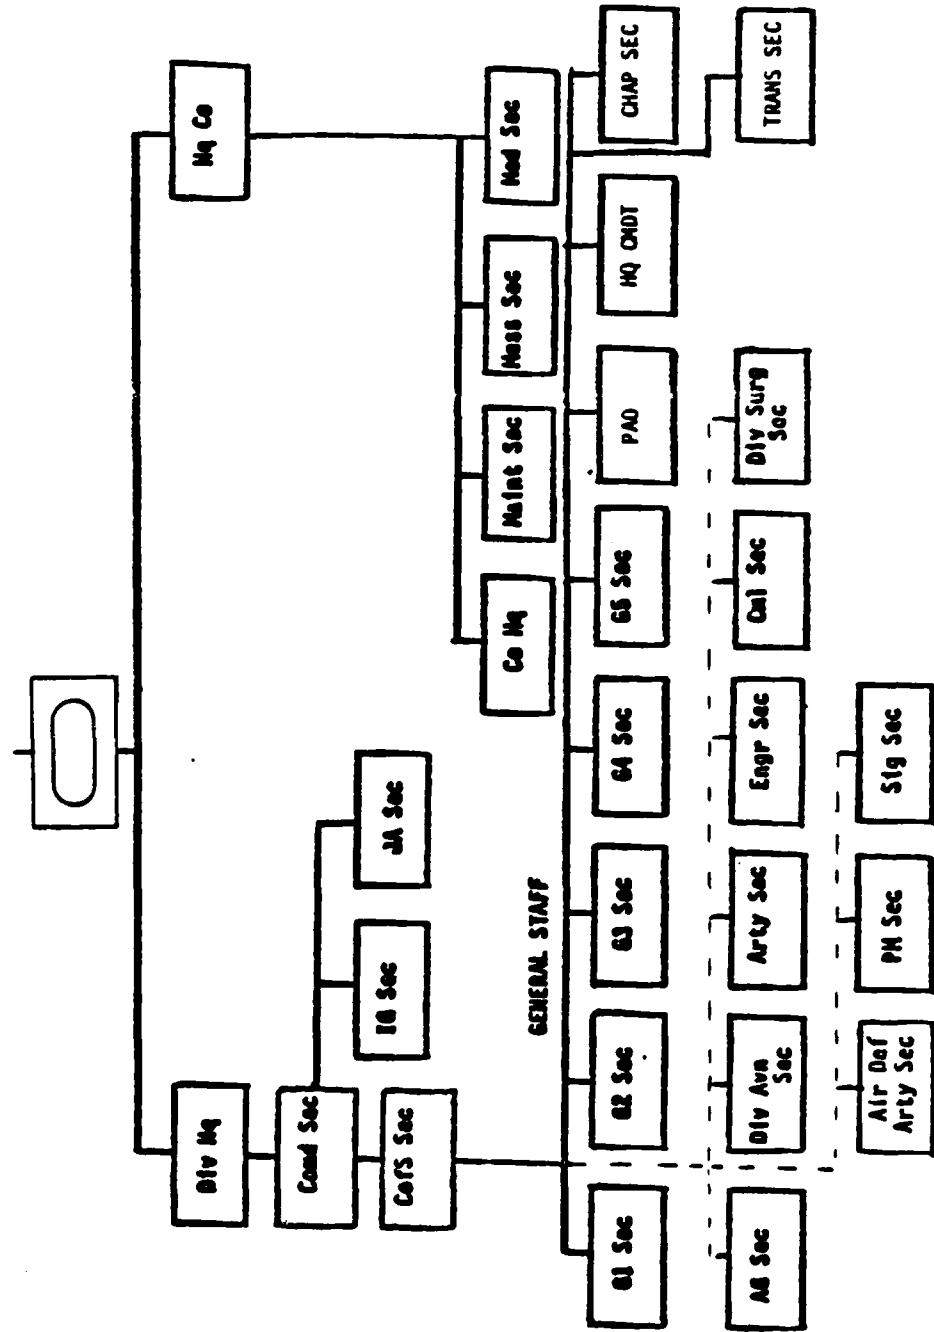 Div Hq
Hq Co
Comd Sec
IG Sec
JA Sec
CofS Sec
Co Hq
Maint Sec
Mess Sec
Med Sec
GENERAL STAFF
G1 Sec
G2 Sec
G3 Sec
G4 Sec
G5 Sec
PAO
HQ CMDT
CHAP SEC
AG Sec
Div Avn
Sec
Arty Sec
Engr Sec
Cml Sec
Div Surg
Sec
TRANS SEC
Air Def
Arty Sec
PM Sec
Sig Sec